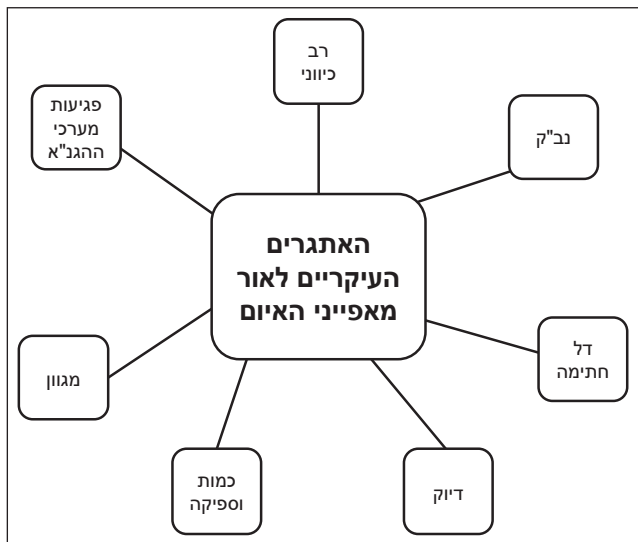 רב
כיווני
נב"ק
דל
חתימה
דיוק
כמות
וספיקה
מגוון
פגיעות
מערכי
ההגנ"א
האתגרים
העיקריים לאור
מאפייני האיום